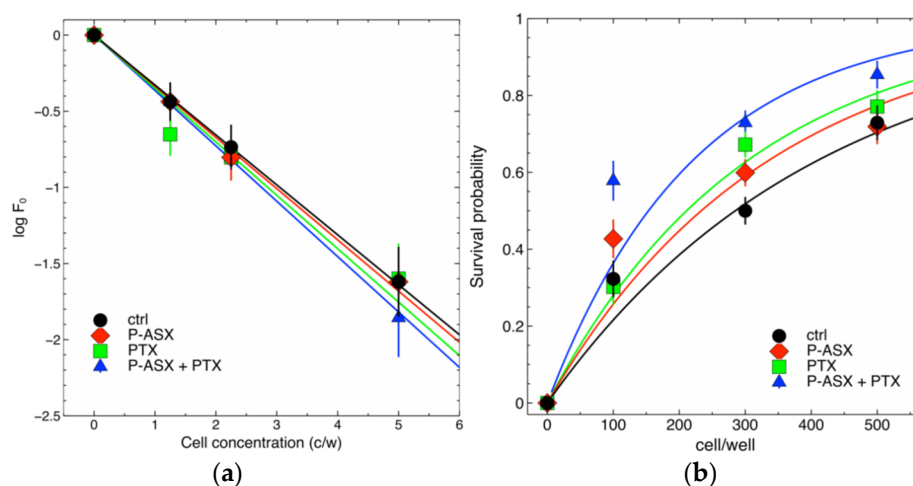 0
−0.5
−1
−1.5
−2
−2.5
log F0
0 1 2 3 4 5 6
Cell concentration (c/w)
ctrl
P-ASX
PTX
P-ASX + PTX
(a)
1
0.8
0.6
0.4
0.2
0
Survival probability
0 100 200 300 400 500
cell/well
ctrl
P-ASX
PTX
P-ASX + PTX
(b)